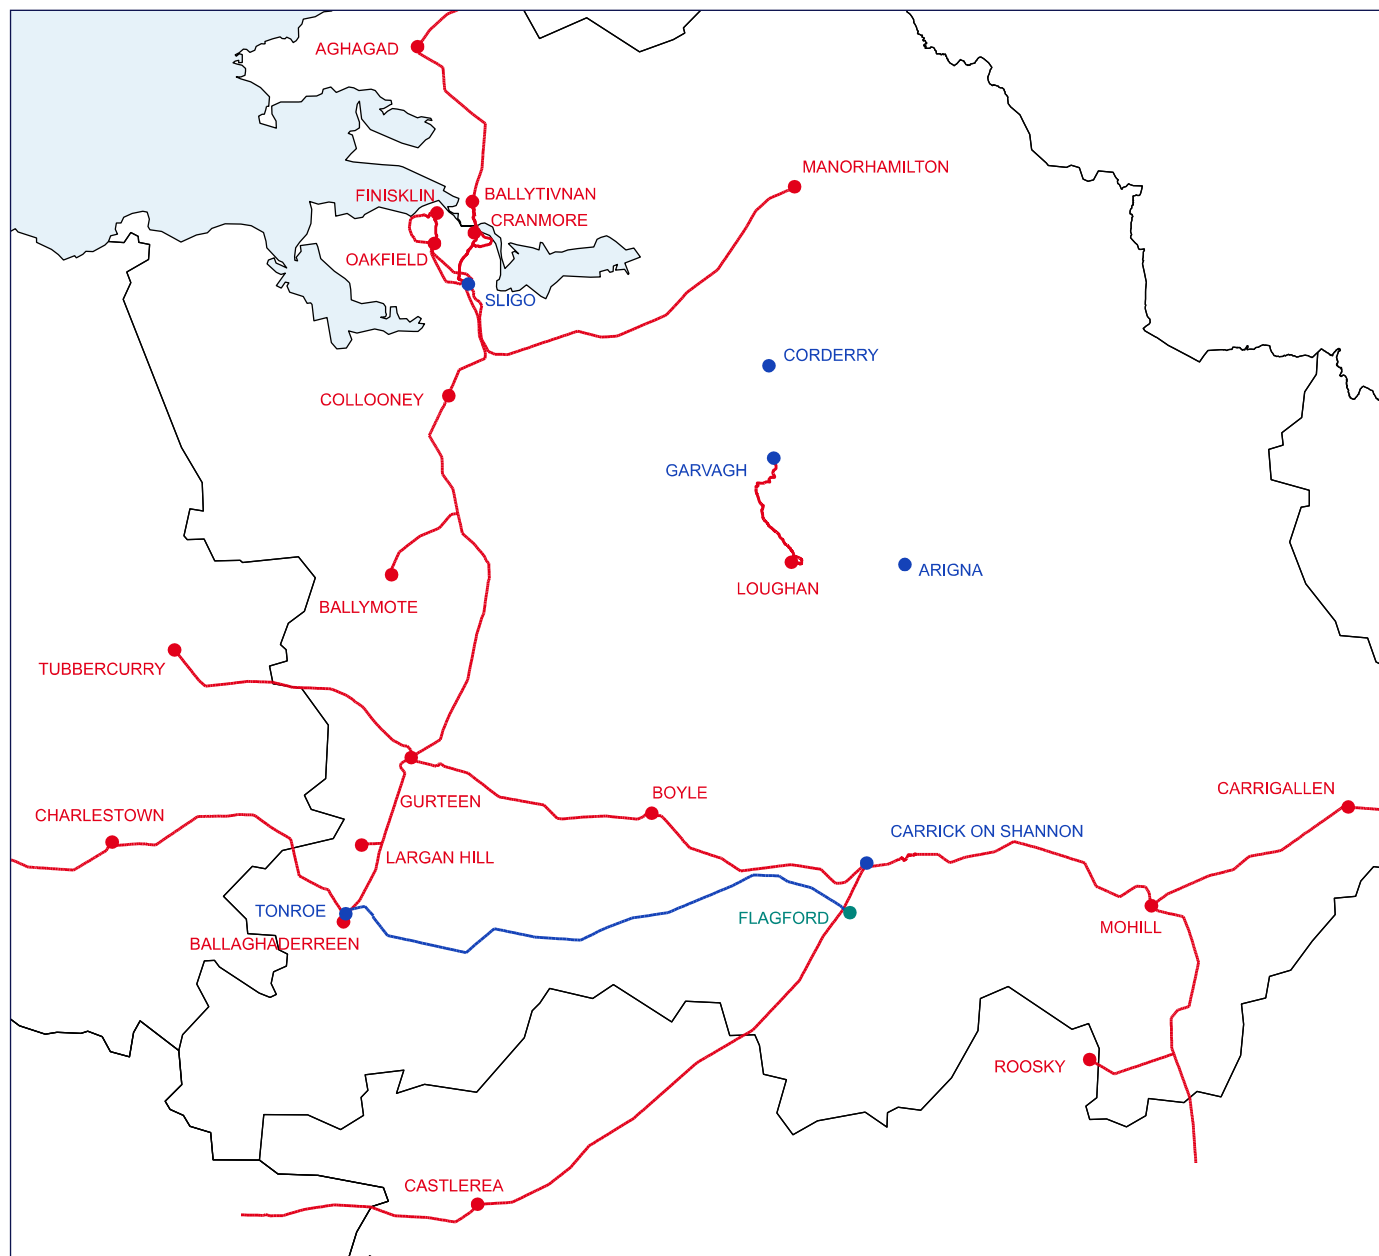 AGHAGAD
MANORHAMILTON
FINISKLIN
BALLYTIVNAN
CRANMORE
OAKFIELD
SLIGO
CORDERRY
COLLOONEY
GARVAGH
ARIGNA
LOUGHAN
BALLYMOTE
TUBBERCURRY
CARRIGALLEN
BOYLE
GURTEEN
CHARLESTOWN
CARRICK ON SHANNON
LARGAN HILL
TONROE
FLAGFORD
MOHILL
BALLAGHADERREEN
ROOSKY
CASTLEREA